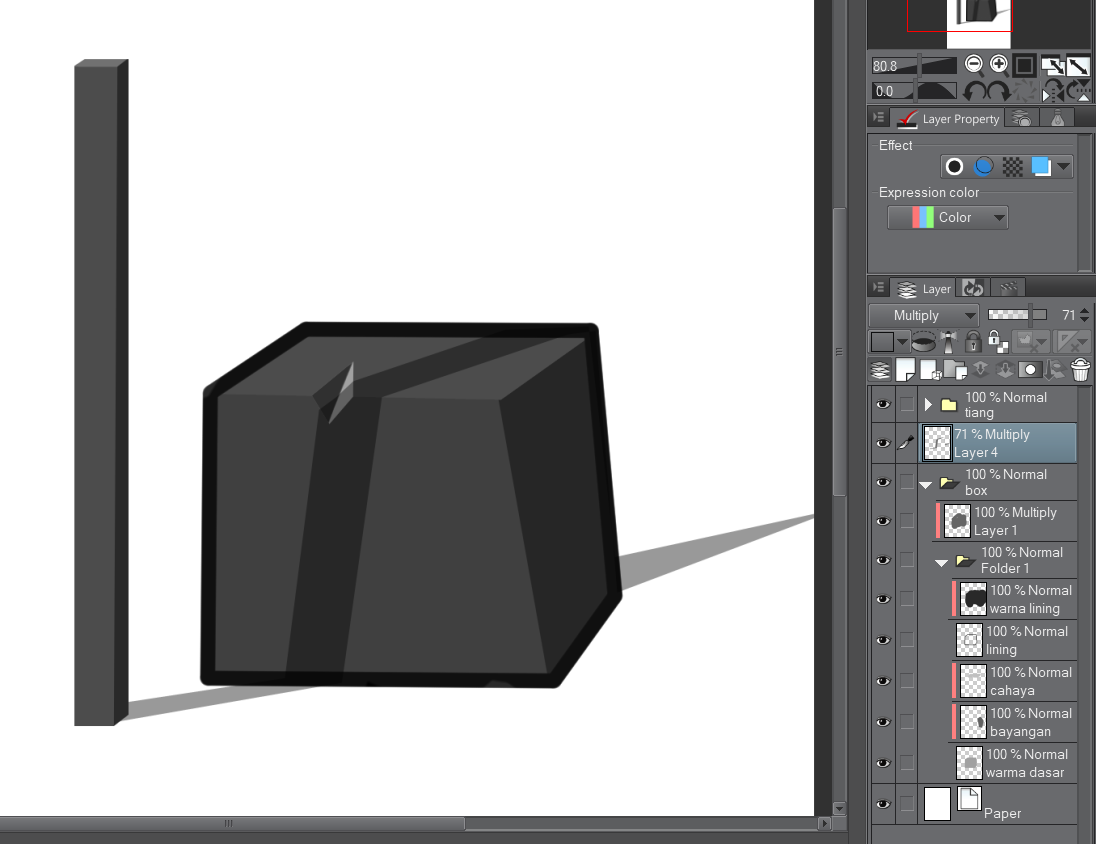 80.8
0.0
Layer Property
Effect
Expression color
Color
Layer
Multiply 71
100 % Normal
tiang
71 % Multiply
Layer 4
100 % Normal
box
100 % Multiply
Layer 1
100 % Normal
Folder 1
100 % Normal
warna lining
100 % Normal
lining
100 % Normal
cahaya
100 % Normal
bayangan
100 % Normal
warma dasar
Paper